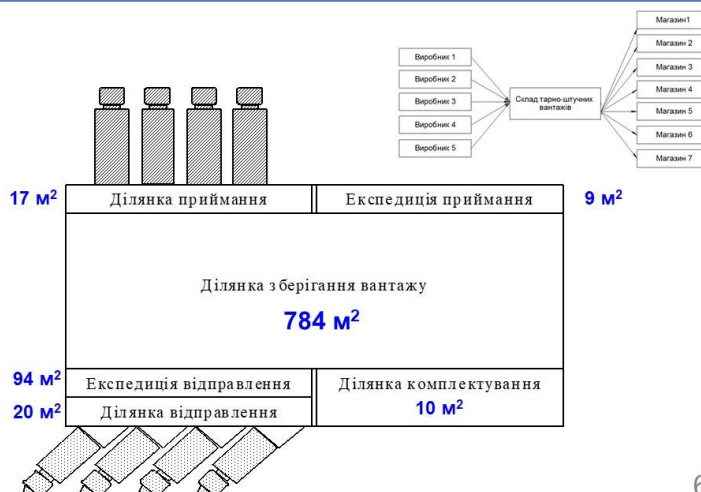 Магазин1
Магазин 2
Магазин 3
Магазин 4
Магазин 5
Магазин 6
Магазин 7
Виробник 1
Виробник 2
Виробник 3
Виробник 4
Виробник 5
Склад тарно-штучних
вантажів
17 м²
Ділянка приймання
Експедиція приймання
9 м²
Ділянка зберігання вантажу
784 м²
94 м²
Експедиція відправлення
Ділянка комплектування
20 м²
Ділянка відправлення
10 м²
6